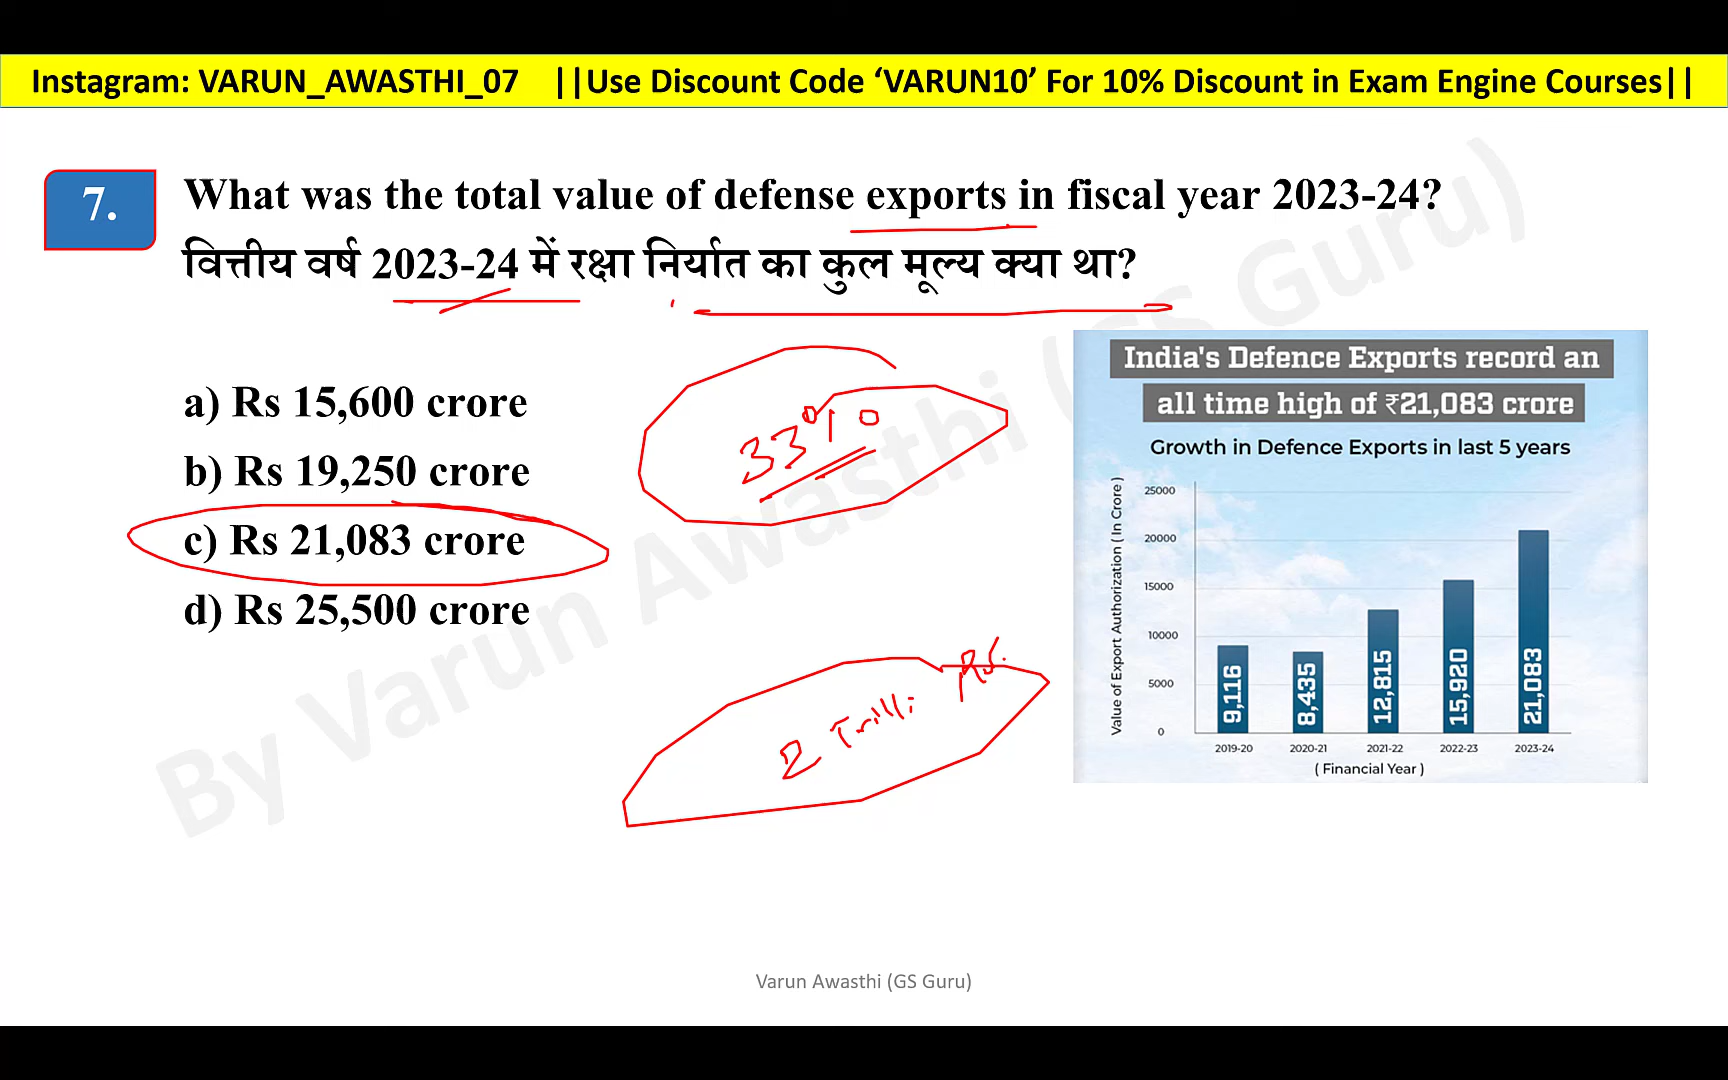 Instagram: VARUN_AWASTHI_07 ||Use Discount Code ‘VARUN10’ For 10% Discount in Exam Engine Courses||
7. What was the total value of defense exports in fiscal year 2023-24?
वित्तीय वर्ष 2023-24 में रक्षा निर्यात का कुल मूल्य क्या था?
a) Rs 15,600 crore
b) Rs 19,250 crore
c) Rs 21,083 crore
d) Rs 25,500 crore
33%
2 Trilli Rs.
India's Defence Exports record an
all time high of ₹21,083 crore
Growth in Defence Exports in last 5 years
Value of Export Authorization ( In Crore )
25000
20000
15000
10000
5000
0
9,116
8,435
12,815
15,920
21,083
2019-20 2020-21 2021-22 2022-23 2023-24
( Financial Year )
By Varun Awasthi (GS Guru)
Varun Awasthi (GS Guru)